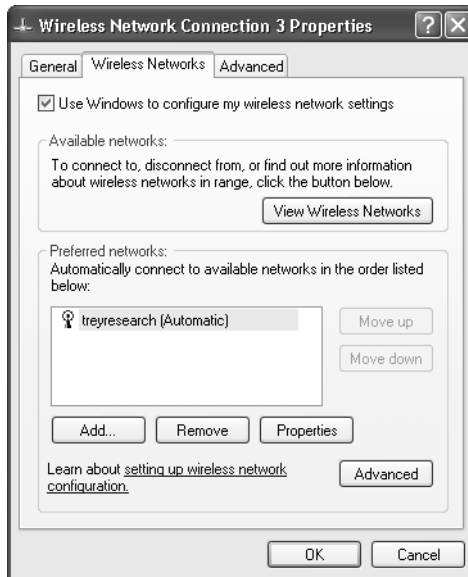 Wireless Network Connection 3 Properties
General Wireless Networks Advanced
Use Windows to configure my wireless network settings
Available networks:
To connect to, disconnect from, or find out more information
about wireless networks in range, click the button below.
View Wireless Networks
Preferred networks:
Automatically connect to available networks in the order listed
below:
treyresearch (Automatic)
Move up
Move down
Add... Remove Properties
Learn about setting up wireless network
configuration.
Advanced
OK Cancel